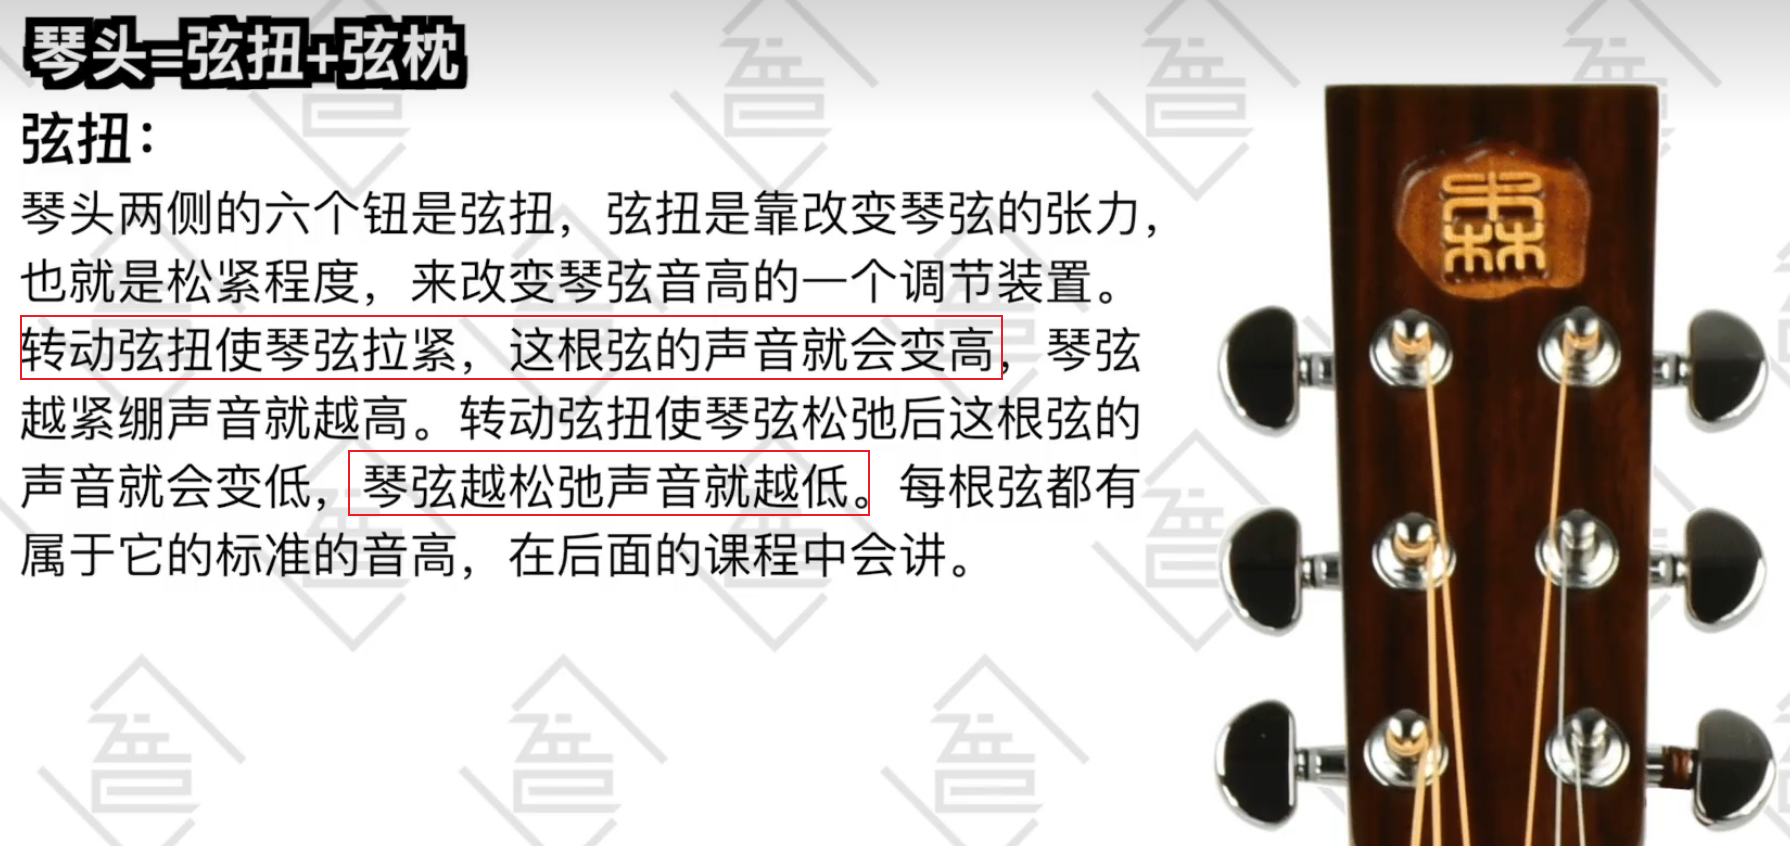 琴头=弦扭+弦枕
弦扭：
琴头两侧的六个钮是弦扭，弦扭是靠改变琴弦的张力，
也就是松紧程度，来改变琴弦音高的一个调节装置。
转动弦扭使琴弦拉紧，这根弦的声音就会变高，琴弦
越紧绷声音就越高。转动弦扭使琴弦松弛后这根弦的
声音就会变低，琴弦越松弛声音就越低。每根弦都有
属于它的标准的音高，在后面的课程中会讲。